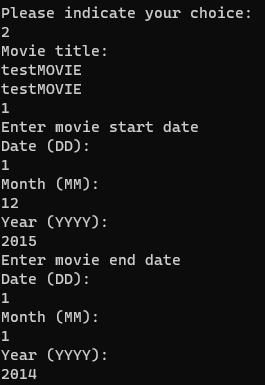 Please indicate your choice:
2
Movie title:
testMOVIE
testMOVIE
1
Enter movie start date
Date (DD):
1
Month (MM):
12
Year (YYYY):
2015
Enter movie end date
Date (DD):
1
Month (MM):
1
Year (YYYY):
2014